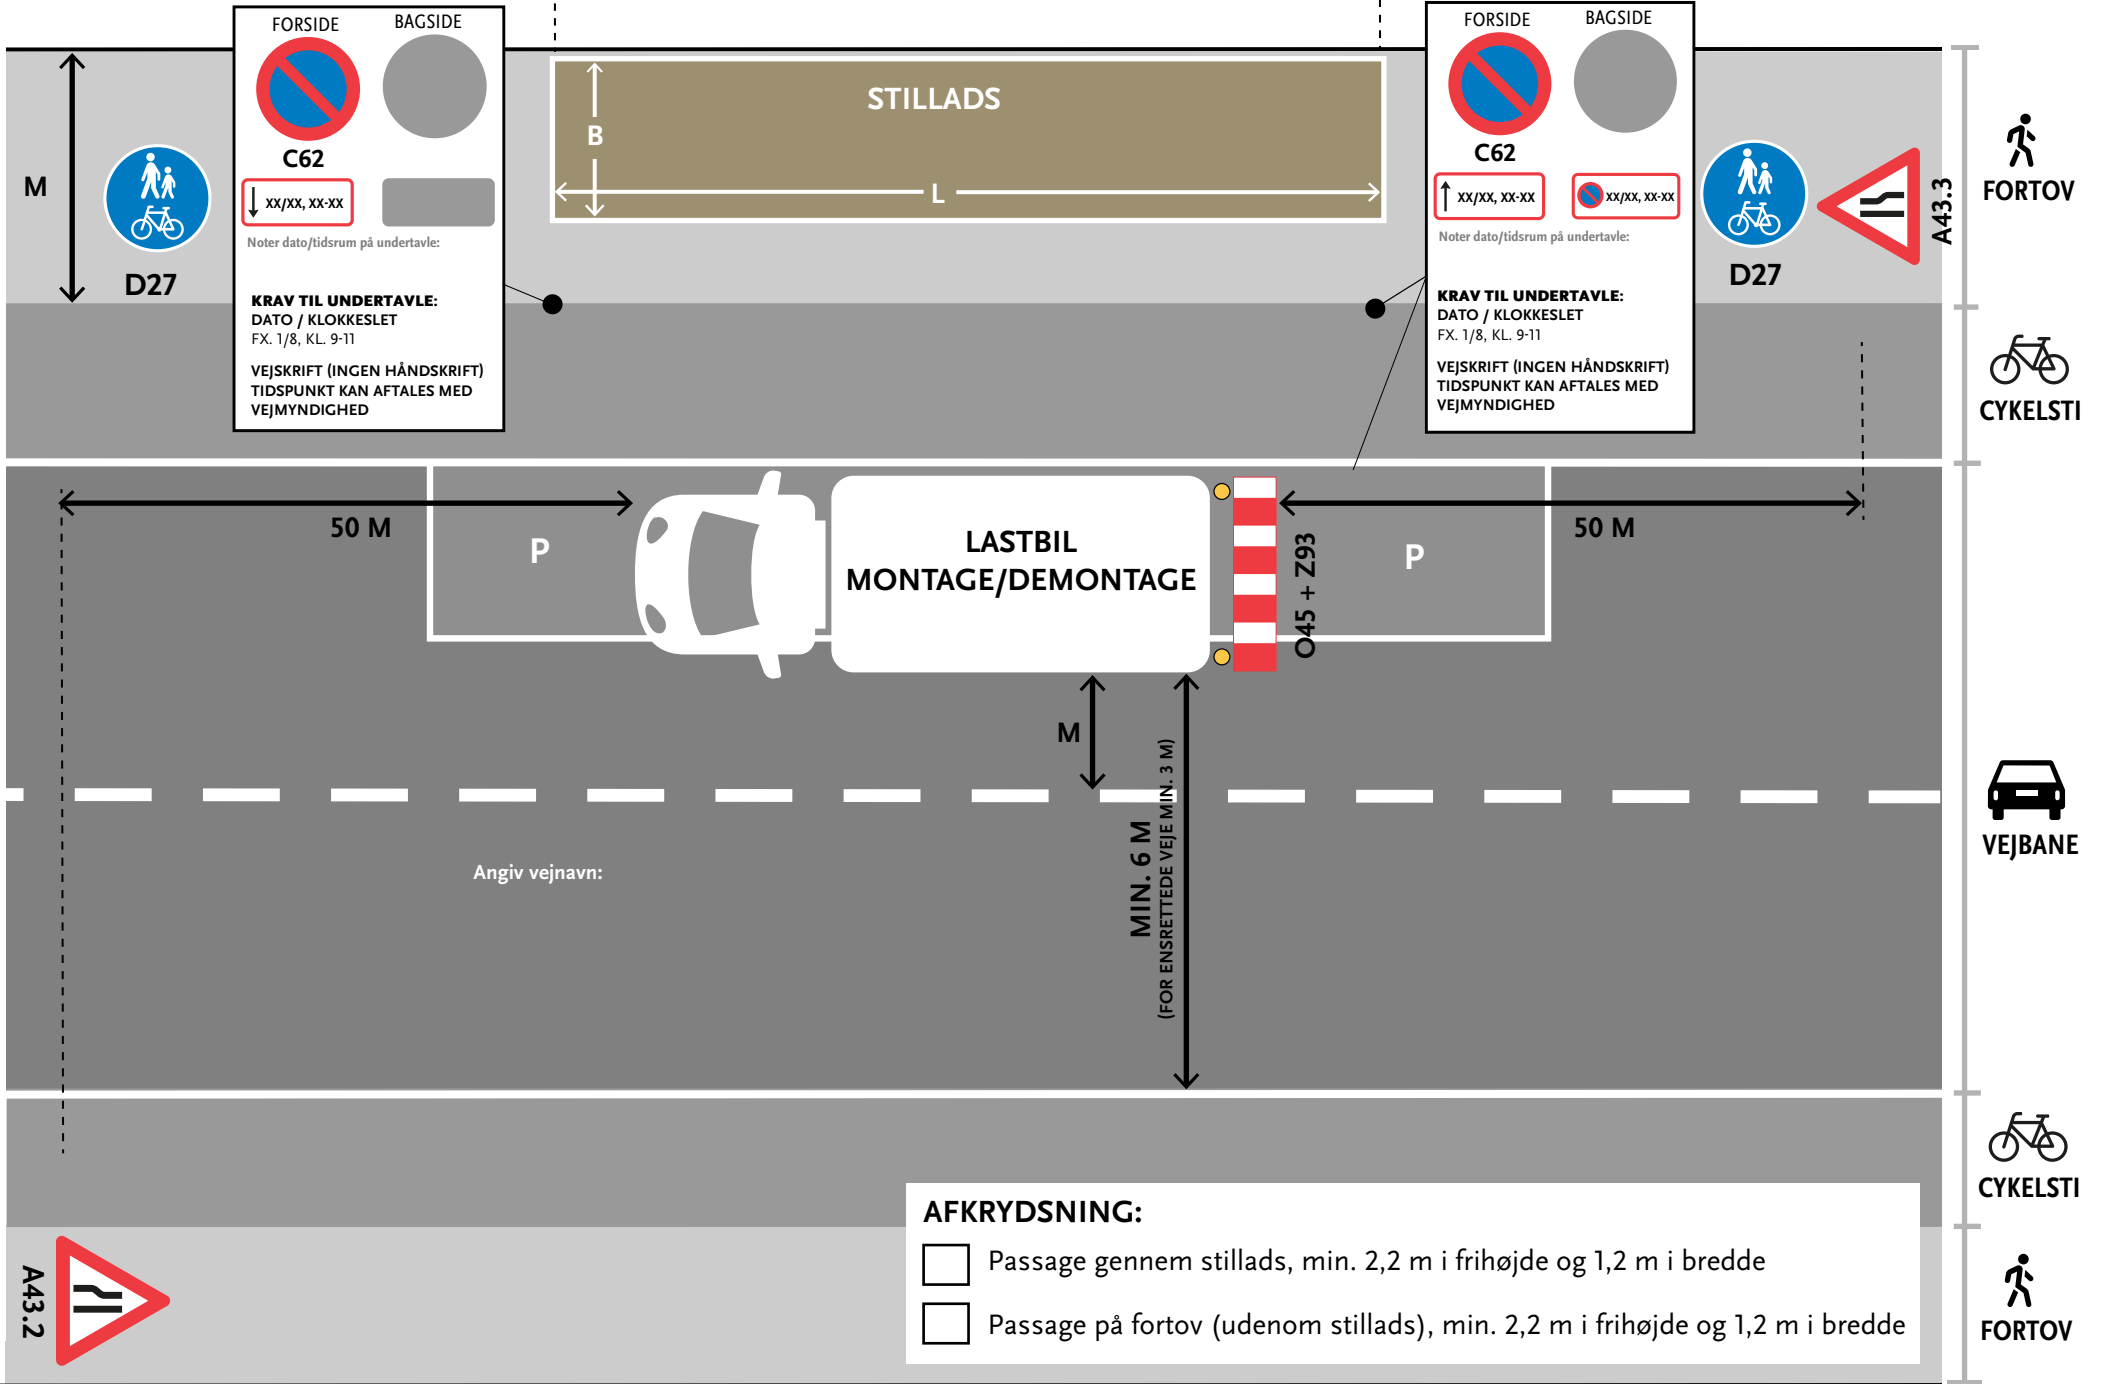 FORSIDE
BAGSIDE
C62
xx/xx, xx-xx
Noter dato/tidsrum på undertavle:
KRAV TIL UNDERTAVLE:
DATO / KLOKKESLET
FX. 1/8, KL. 9-11
VEJSKRIFT (INGEN HÅNDSKRIFT)
TIDSPUNKT KAN AFTALES MED
VEJMYNDIGHED
STILLADS
B
L
FORSIDE
BAGSIDE
C62
xx/xx, xx-xx
xx/xx, xx-xx
Noter dato/tidsrum på undertavle:
KRAV TIL UNDERTAVLE:
DATO / KLOKKESLET
FX. 1/8, KL. 9-11
VEJSKRIFT (INGEN HÅNDSKRIFT)
TIDSPUNKT KAN AFTALES MED
VEJMYNDIGHED
M
D27
D27
A43.3
FORTOV
CYKELSTI
50 M
P
LASTBIL
MONTAGE/DEMONTAGE
O45 + Z93
P
50 M
M
MIN. 6 M
(FOR ENSRETTEDE VEJE MIN. 3 M)
VEJBANE
Angiv vejnavn:
CYKELSTI
A43.2
AFKRYDSNING:
Passage gennem stillads, min. 2,2 m i frihøjde og 1,2 m i bredde
Passage på fortov (udenom stillads), min. 2,2 m i frihøjde og 1,2 m i bredde
FORTOV